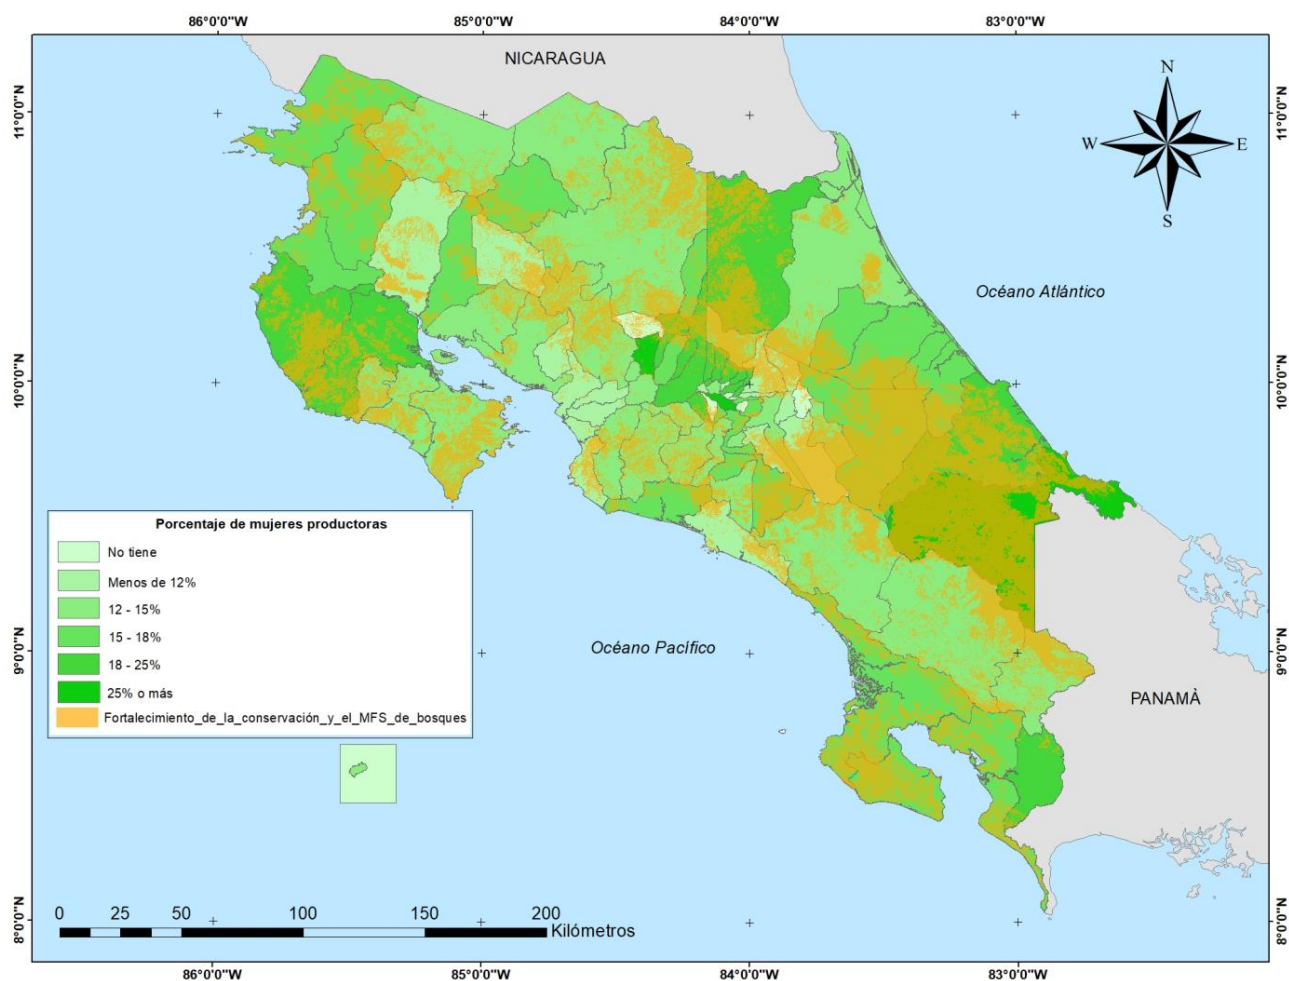 86°0'0"W 85°0'0"W 84°0'0"W 83°0'0"W
NICARAGUA
N
W E
S
11°0'0"N 11°0'0"N
Océano Atlántico
10°0'0"N 10°0'0"N
Porcentaje de mujeres productoras
No tiene
Menos de 12%
12 - 15%
15 - 18%
18 - 25%
25% o más
Fortalecimiento_de_la_conservación_y_el_MFS_de_bosques
Océano Pacífico
9°0'0"N 9°0'0"N
PANAMÀ
0 25 50 100 150 200
Kilómetros
8°0'0"N 8°0'0"N
86°0'0"W 85°0'0"W 84°0'0"W 83°0'0"W